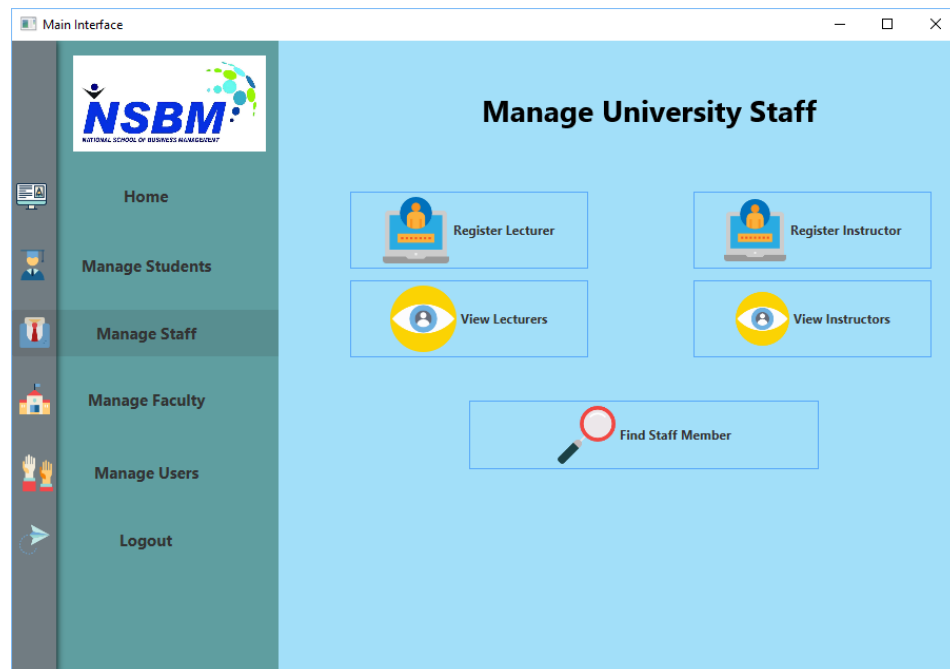 Main Interface
NSBM
NATIONAL SCHOOL OF BUSINESS MANAGEMENT
Home
Manage Students
Manage Staff
Manage Faculty
Manage Users
Logout
Manage University Staff
Register Lecturer
Register Instructor
View Lecturers
View Instructors
Find Staff Member